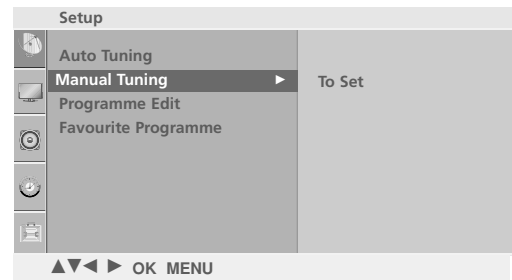 Setup
Auto Tuning
Manual Tuning ► To Set
Programme Edit
Favourite Programme
▲▼◄ ► OK MENU